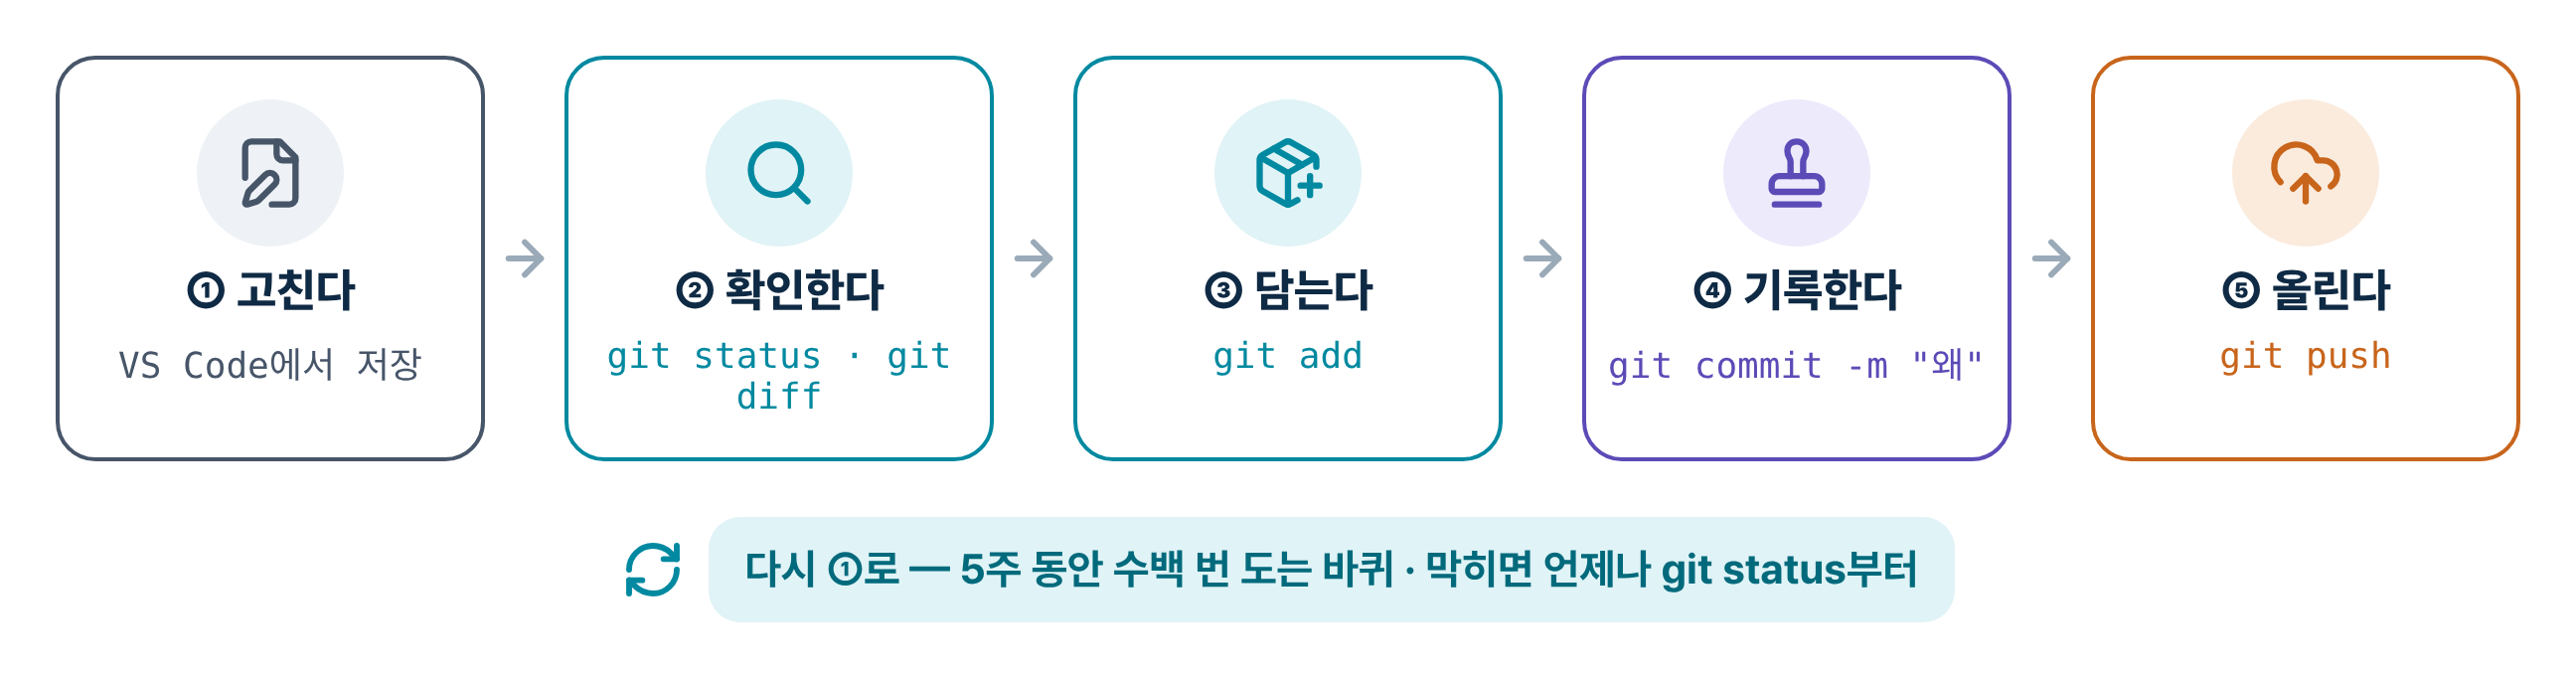 ① 고친다
VS Code에서 저장
② 확인한다
git status · git
diff
③ 담는다
git add
④ 기록한다
git commit -m "왜"
⑤ 올린다
git push
다시 ①로 — 5주 동안 수백 번 도는 바퀴 · 막히면 언제나 git status부터